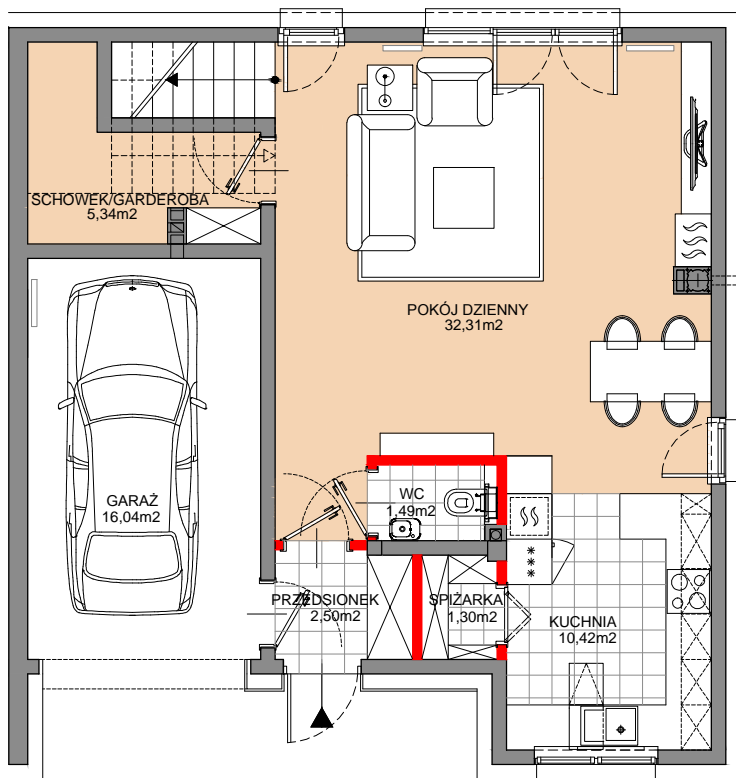 SCHOWEK/GARDEROBA
5,34m2
POKÓJ DZIENNY
32,31m2
GARAŻ
16,04m2
WC
1,49m2
PRZEDSIONEK
2,50m2
SPIŻARKA
1,30m2
KUCHNIA
10,42m2